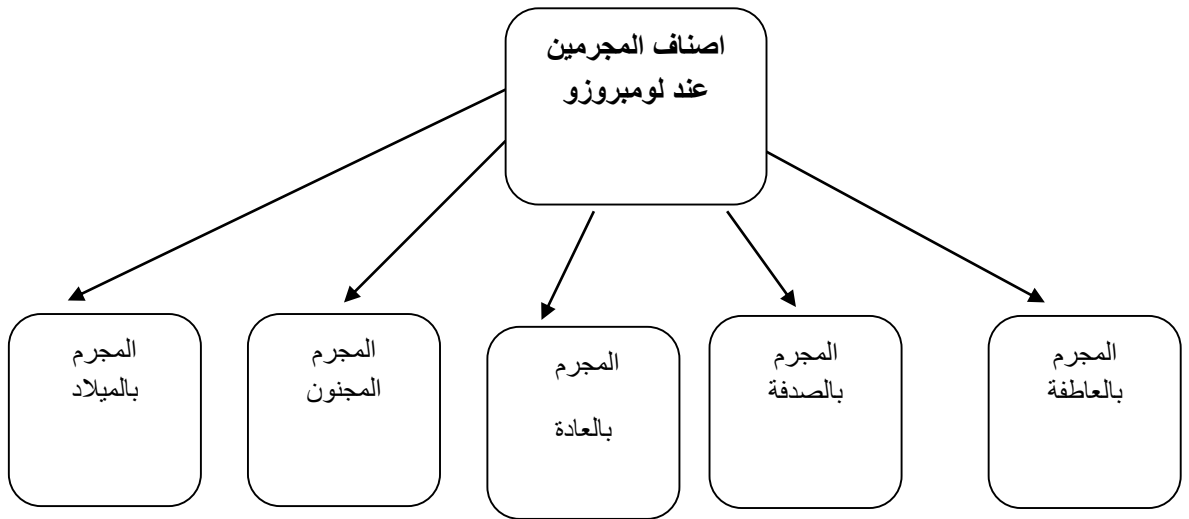 اصناف المجرمين
عند لومبروزو
المجرم
بالعاطفة
المجرم
بالصدفة
المجرم
بالعادة
المجرم
المجنون
المجرم
بالميلاد